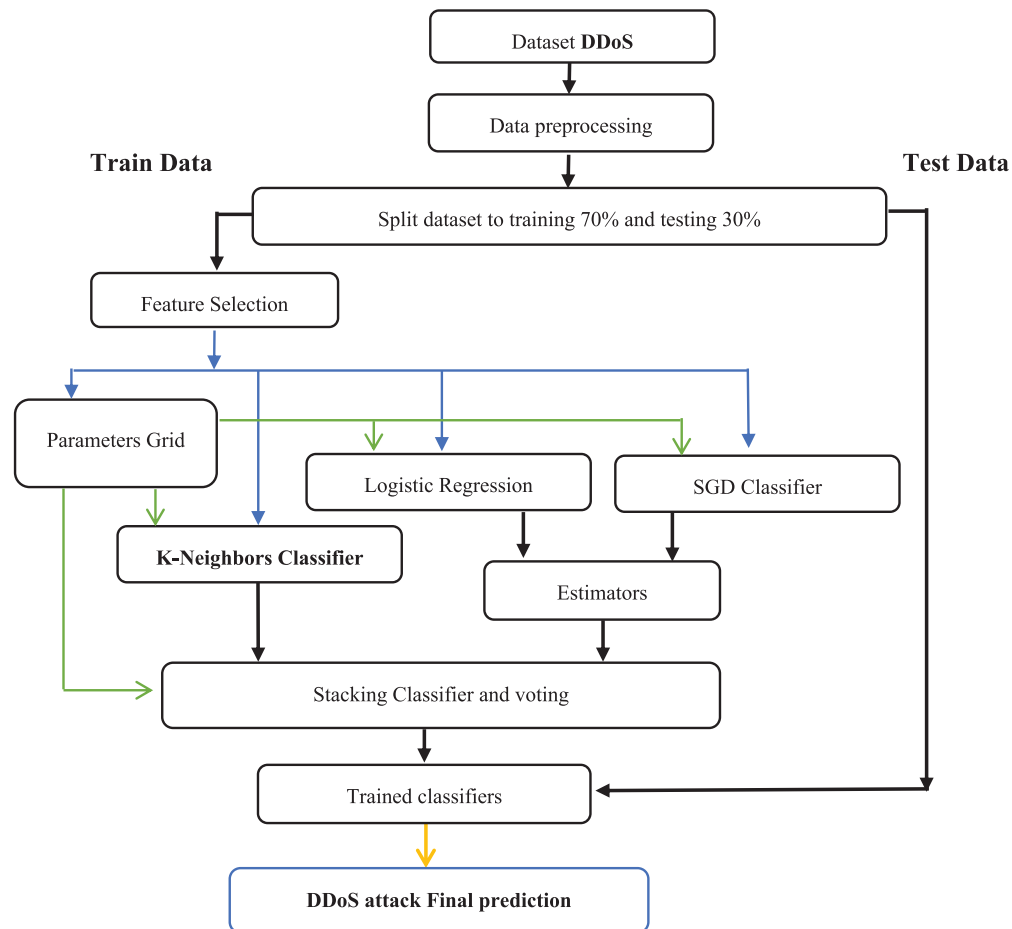 Dataset DDoS
Data preprocessing
Train Data
Test Data
Split dataset to training 70% and testing 30%
Feature Selection
Parameters Grid
Logistic Regression
SGD Classifier
K-Neighbors Classifier
Estimators
Stacking Classifier and voting
Trained classifiers
DDoS attack Final prediction